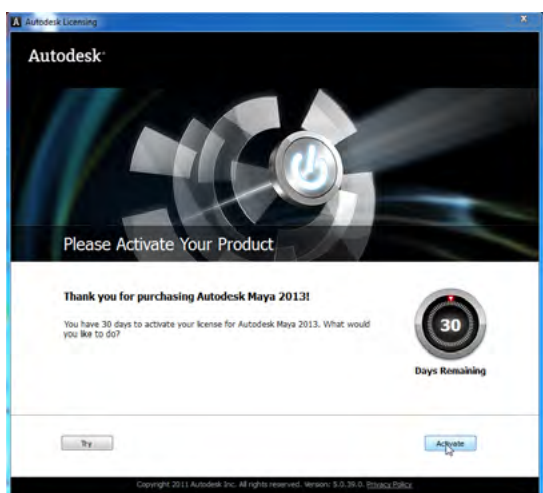 Autodesk Licensing
Autodesk
Please Activate Your Product
Thank you for purchasing Autodesk Maya 2013!
You have 30 days to activate your license for Autodesk Maya 2013. What would
you like to do?
30
Days Remaining
Try
Activate
Copyright 2011 Autodesk Inc. All rights reserved. Version: 5.0.39.0. Privacy Policy